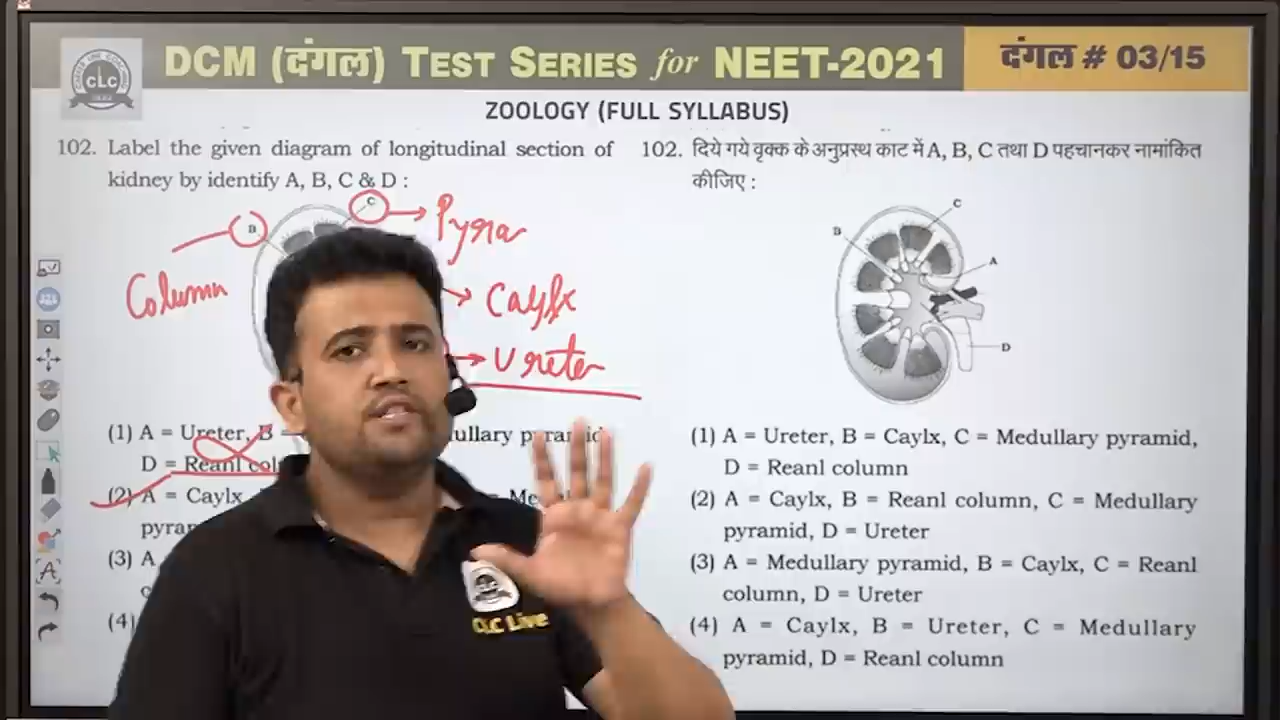 DCM (दंगल) TEST SERIES for NEET-2021
दंगल # 03/15
CLC
ZOOLOGY (FULL SYLLABUS)
102. Label the given diagram of longitudinal section of
kidney by identify A, B, C & D :
B
C
Pyra
Column
Caylx
Ureter
(1) A = Ureter, B =
D = Reanl
(2) A = Caylx
(3) A
(4)
102. दिये गये वृक्क के अनुप्रस्थ काट में A, B, C तथा D पहचानकर नामांकित
कीजिए :
C
B
A
D
(1) A = Ureter, B = Caylx, C = Medullary pyramid,
D = Reanl column
(2) A = Caylx, B = Reanl column, C = Medullary
pyramid, D = Ureter
(3) A = Medullary pyramid, B = Caylx, C = Reanl
column, D = Ureter
(4) A = Caylx, B = Ureter, C = Medullary
pyramid, D = Reanl column
CLC Live